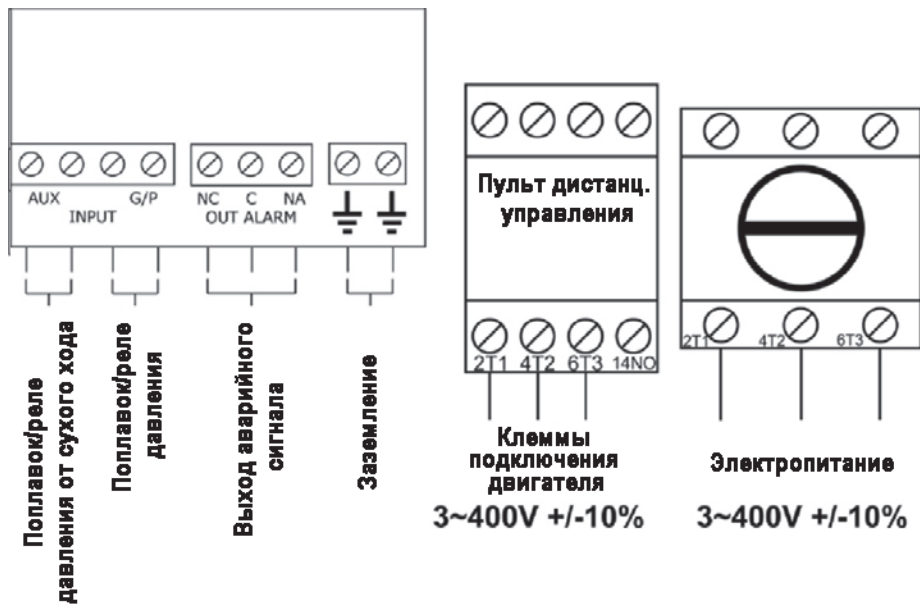 AUX
G/P
INPUT
NC
C
NA
OUT ALARM
Поплавок/реле
давления от сухого хода
Поплавок/реле
давления
Выход аварийного
сигнала
Заземление
Пульт дистанц.
управления
2T1
4T2
6T3
14NO
Клеммы
подключения
двигателя
3~400V +/-10%
2T1
4T2
6T3
Электропитание
3~400V +/-10%